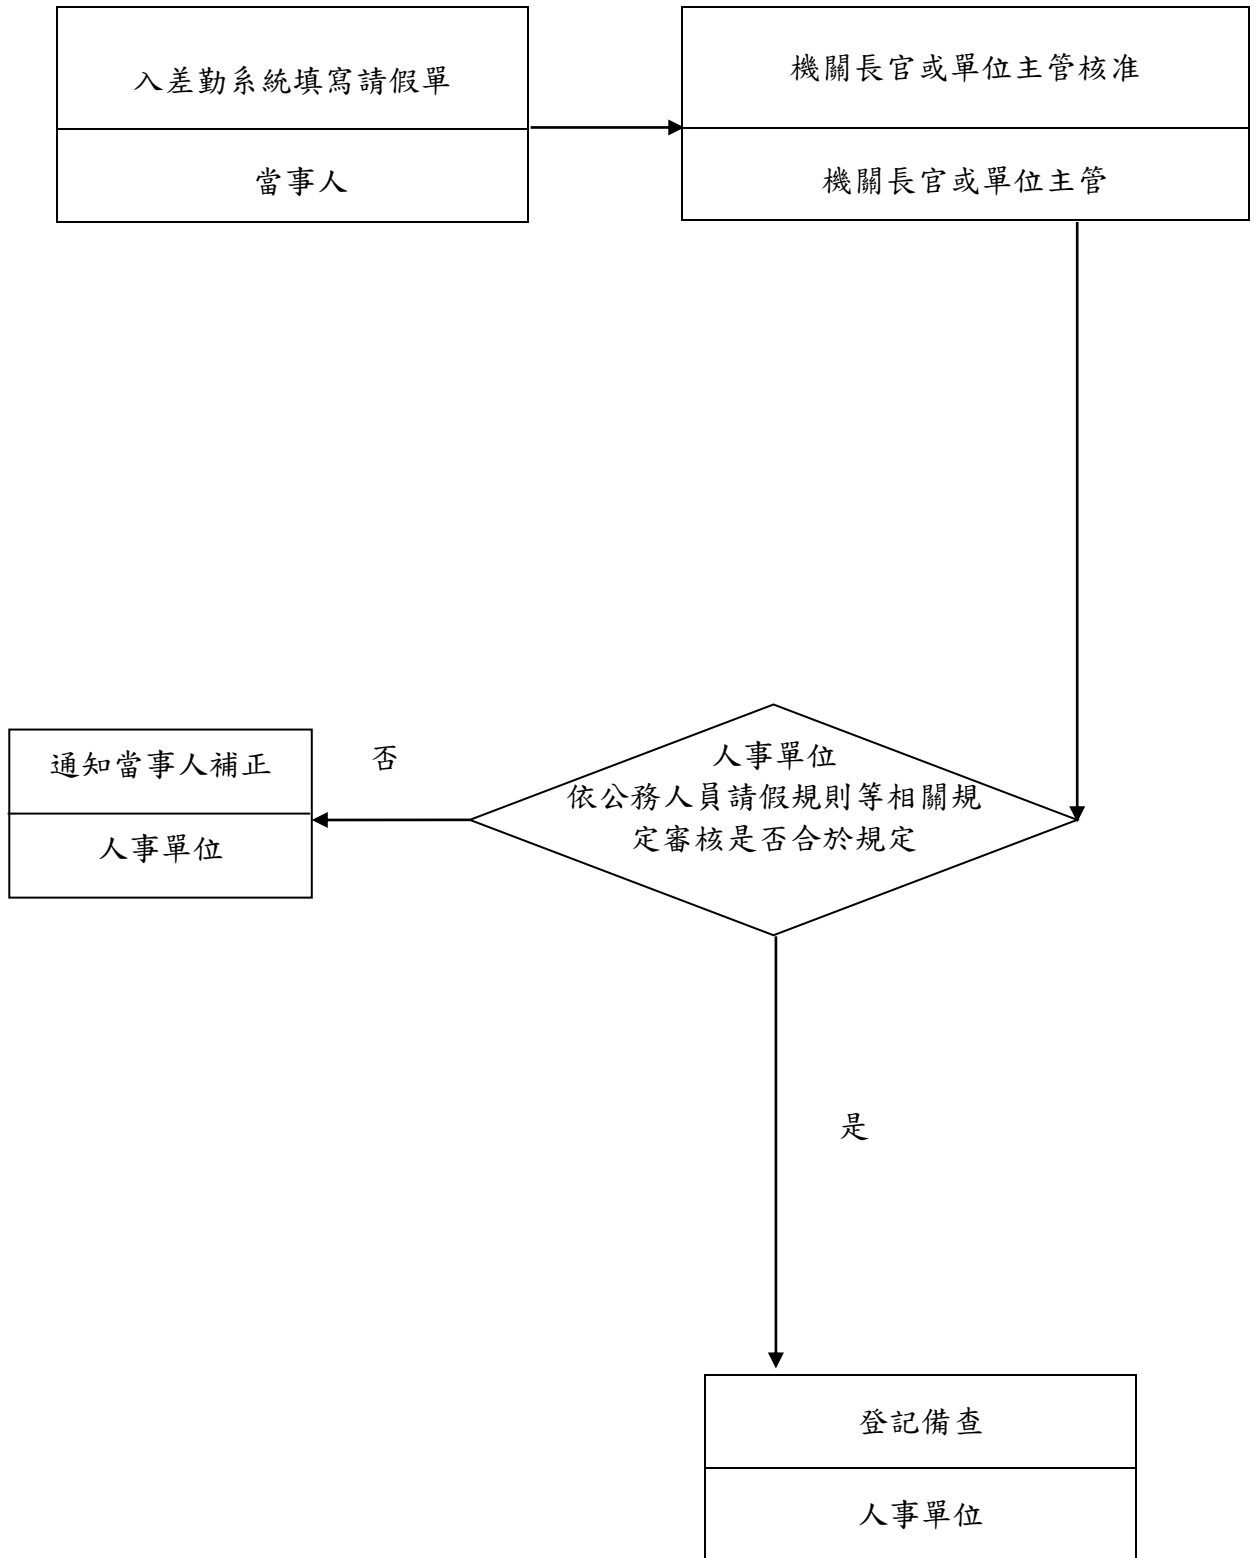 入差勤系統填寫請假單
當事人
機關長官或單位主管核准
機關長官或單位主管
人事單位
依公務人員請假規則等相關規
定審核是否合於規定
否
通知當事人補正
人事單位
是
登記備查
人事單位